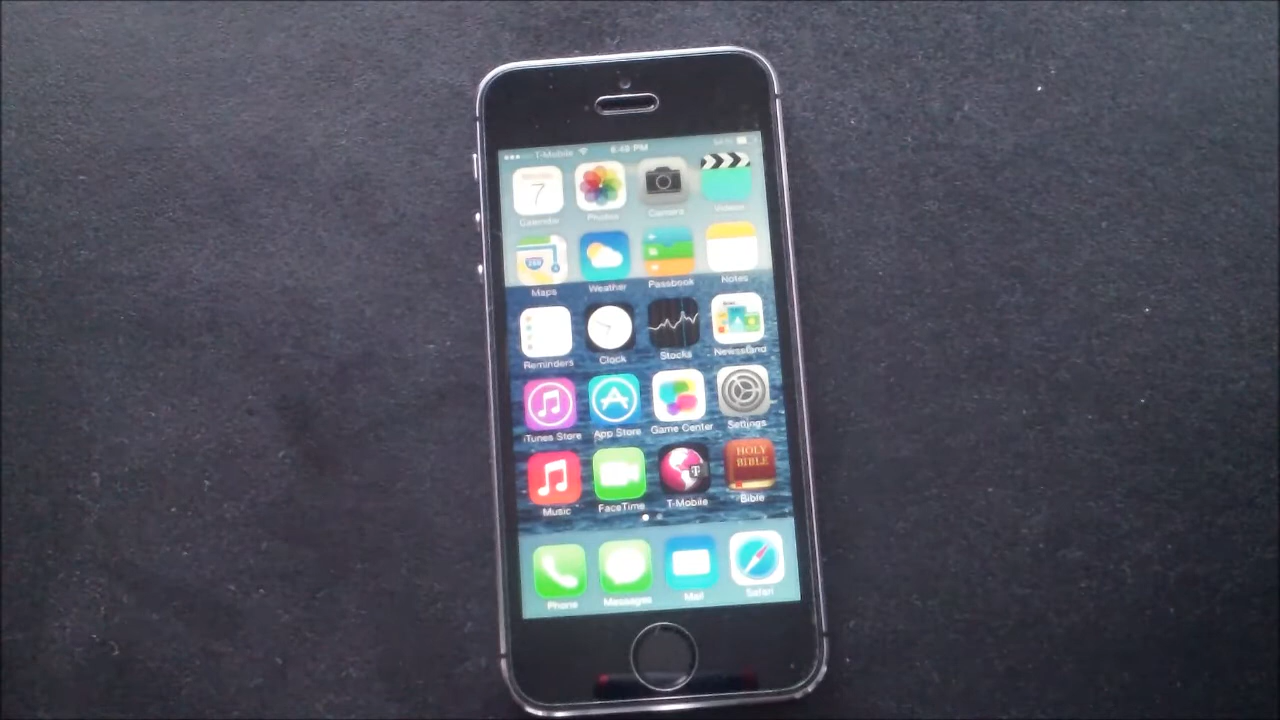 T-Mobile 6:48 PM
7
Calendar Photos Camera Videos
280
Maps Weather Passbook Notes
Reminders Clock Stocks Newsstand
iTunes Store App Store Game Center Settings
HOLY
BIBLE
Music FaceTime T-Mobile Bible
Phone Messages Mail Safari